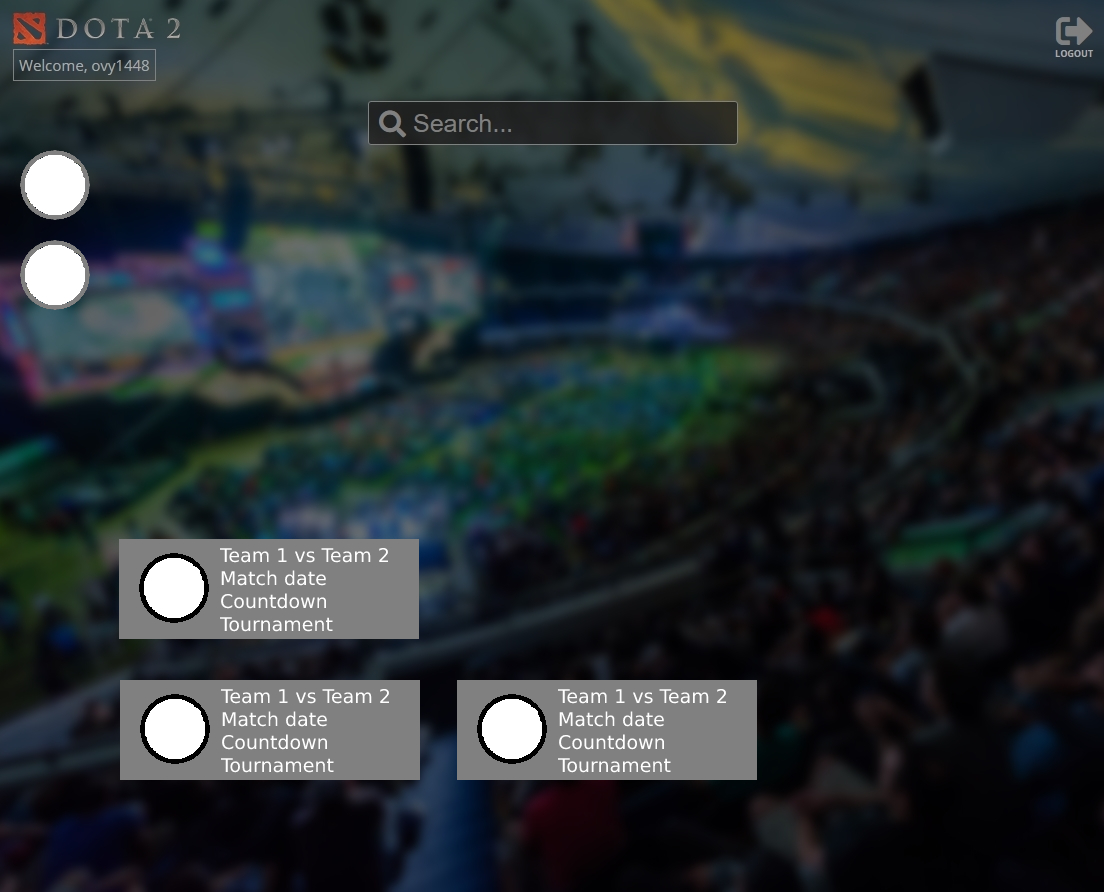 DOTA 2
Welcome, ovy1448
LOGOUT
Search...
Team 1 vs Team 2
Match date
Countdown
Tournament
Team 1 vs Team 2
Match date
Countdown
Tournament
Team 1 vs Team 2
Match date
Countdown
Tournament